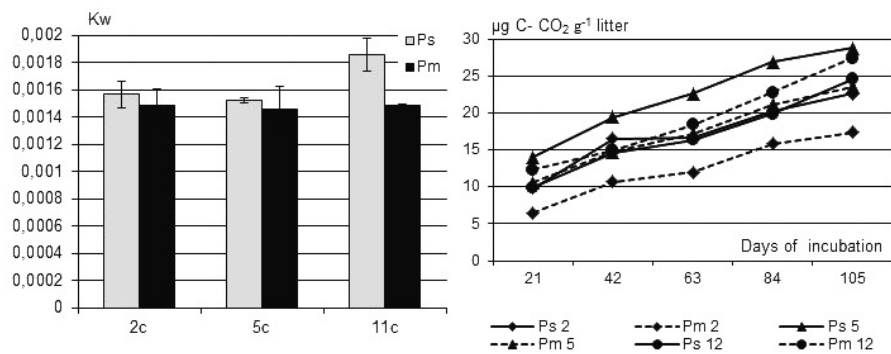 Kw
0,002
0,0018
0,0016
0,0014
0,0012
0,001
0,0008
0,0006
0,0004
0,0002
0
Ps
Pm
2c 5c 11c
µg C- CO₂ g⁻¹ litter
30
25
20
15
10
5
0
Days of incubation
21 42 63 84 105
Ps 2 Pm 2 Ps 5
Pm 5 Ps 12 Pm 12